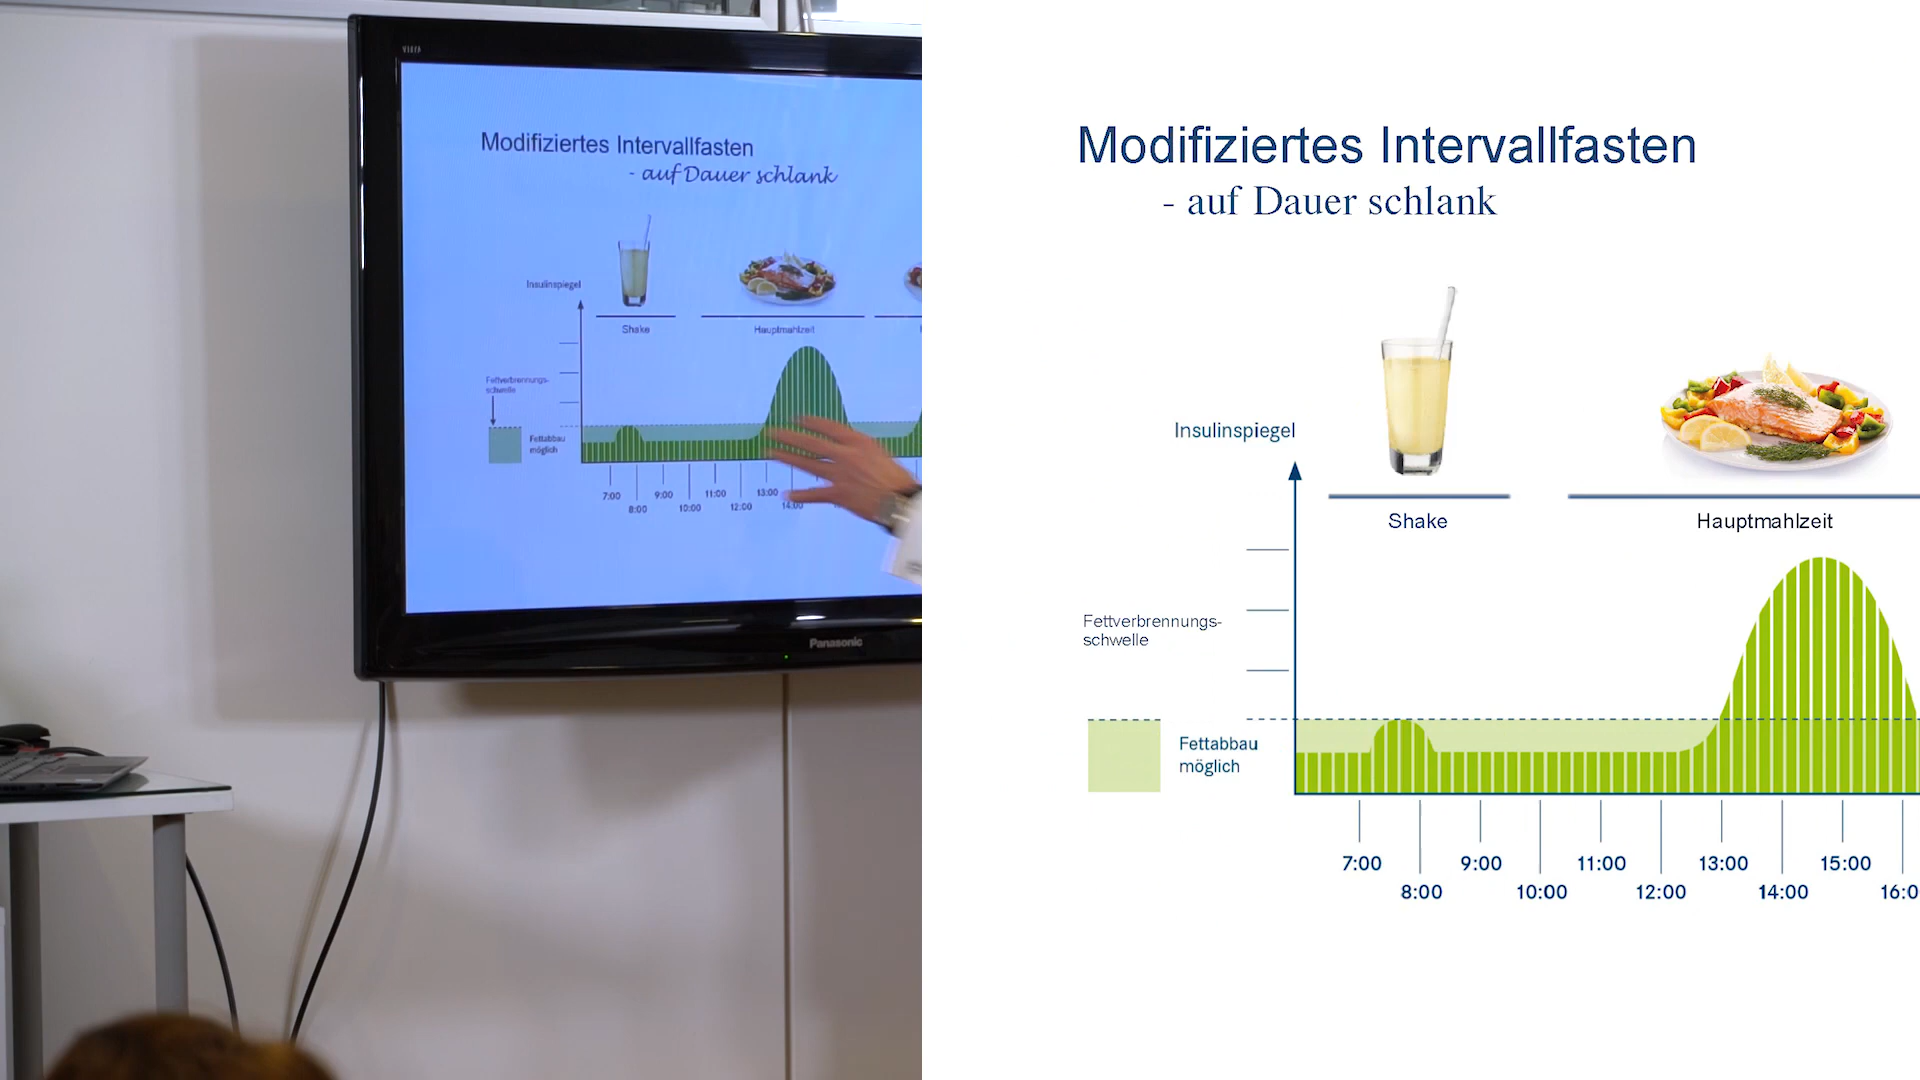 VIERA
Modifiziertes Intervallfasten
- auf Dauer schlank
Insulinspiegel
Shake
Hauptmahlzeit
Fettverbrennungs-
schwelle
Fettabbau
möglich
7:00 9:00 11:00 13:00
8:00 10:00 12:00 14:00
Panasonic
Modifiziertes Intervallfasten
- auf Dauer schlank
Insulinspiegel
Shake
Hauptmahlzeit
Fettverbrennungs-
schwelle
Fettabbau
möglich
7:00 9:00 11:00 13:00 15:00
8:00 10:00 12:00 14:00 16:0